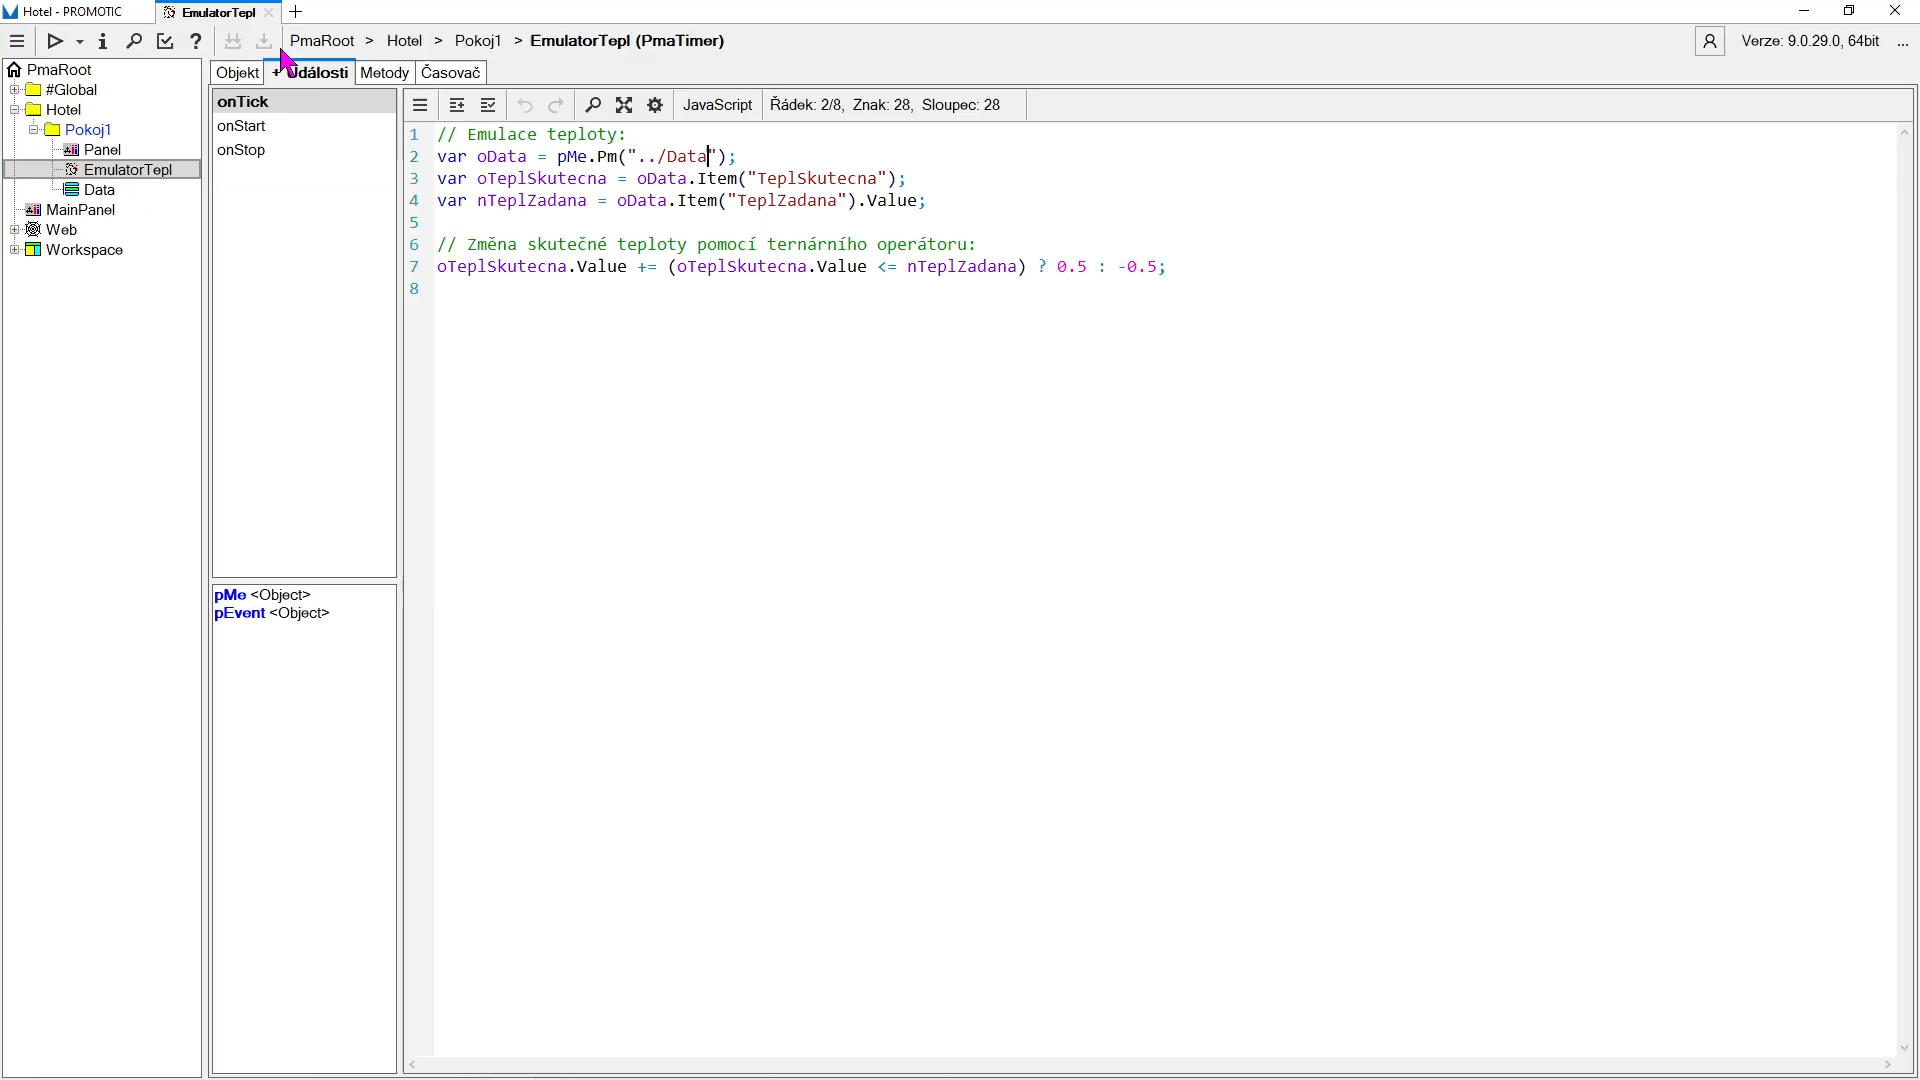 Hotel - PROMOTIC
EmulatorTepl
PmaRoot > Hotel > Pokoj1 > EmulatorTepl (PmaTimer)
Verze: 9.0.29.0, 64bit ...
PmaRoot
#Global
Hotel
Pokoj1
Panel
EmulatorTepl
Data
MainPanel
Web
Workspace
Objekt + Události Metody Časovač
onTick
onStart
onStop
pMe <Object>
pEvent <Object>
JavaScript Řádek: 2/8, Znak: 28, Sloupec: 28
1 // Emulace teploty:
2 var oData = pMe.Pm("../Data");
3 var oTeplSkutecna = oData.Item("TeplSkutecna");
4 var nTeplZadana = oData.Item("TeplZadana").Value;
5
6 // Změna skutečné teploty pomocí ternárního operátoru:
7 oTeplSkutecna.Value += (oTeplSkutecna.Value <= nTeplZadana) ? 0.5 : -0.5;
8